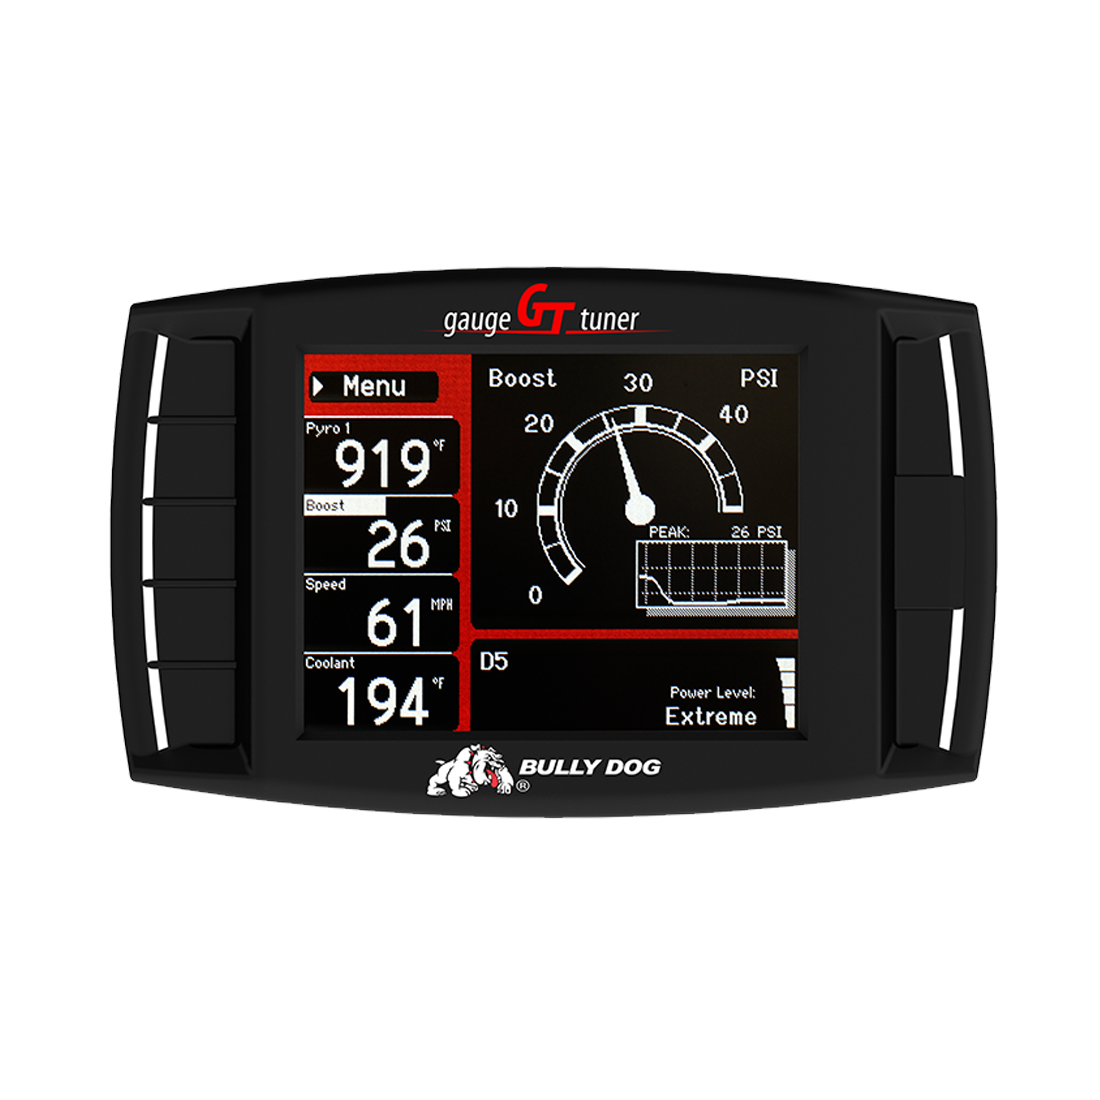 gauge GT tuner
Menu
Pyro 1
919 °F
Boost
26 PSI
Speed
61 MPH
Coolant
194 °F
Boost
PSI
0
10
20
30
40
PEAK: 26 PSI
D5
Power Level:
Extreme
BULLY DOG
®